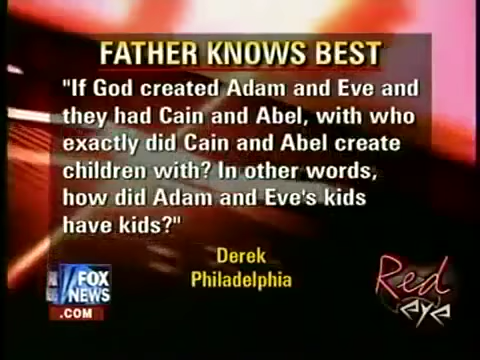 FATHER KNOWS BEST
"If God created Adam and Eve and
they had Cain and Abel, with who
exactly did Cain and Abel create
children with? In other words,
how did Adam and Eve's kids
have kids?"
Derek
Philadelphia
FOX
NEWS
.COM
Red
eye